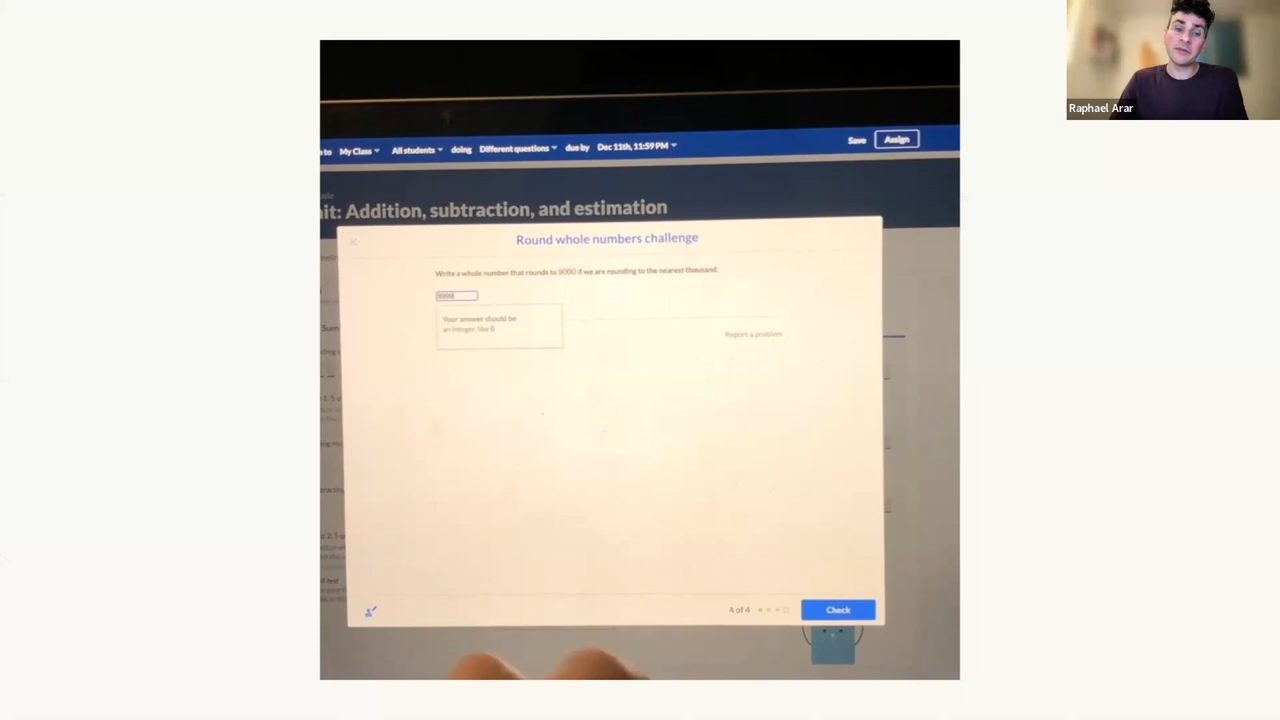 Raphael Arar
to My Class All students doing Different questions due by Dec 11th, 11:59 PM Save Assign
it: Addition, subtraction, and estimation
Round whole numbers challenge
Write a whole number that rounds to 9000 if we are rounding to the nearest thousand.
Your answer should be
an integer, like 6
Report a problem
4 of 4
Check